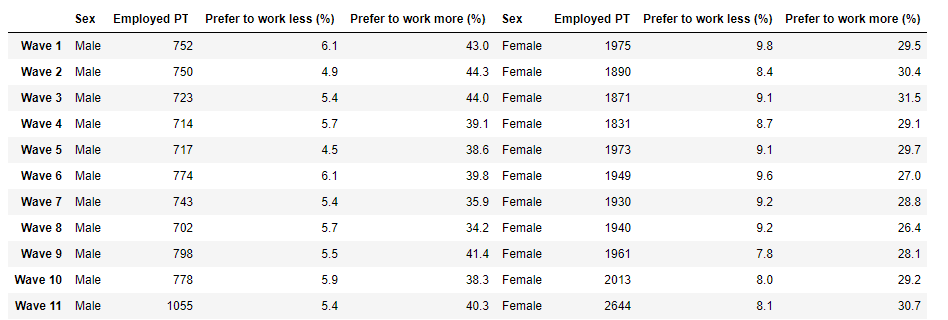 Sex Employed PT Prefer to work less (%) Prefer to work more (%) Sex Employed PT Prefer to work less (%) Prefer to work more (%)
Wave 1 Male 752 6.1 43.0 Female 1975 9.8 29.5
Wave 2 Male 750 4.9 44.3 Female 1890 8.4 30.4
Wave 3 Male 723 5.4 44.0 Female 1871 9.1 31.5
Wave 4 Male 714 5.7 39.1 Female 1831 8.7 29.1
Wave 5 Male 717 4.5 38.6 Female 1973 9.1 29.7
Wave 6 Male 774 6.1 39.8 Female 1949 9.6 27.0
Wave 7 Male 743 5.4 35.9 Female 1930 9.2 28.8
Wave 8 Male 702 5.7 34.2 Female 1940 9.2 26.4
Wave 9 Male 798 5.5 41.4 Female 1961 7.8 28.1
Wave 10 Male 778 5.9 38.3 Female 2013 8.0 29.2
Wave 11 Male 1055 5.4 40.3 Female 2644 8.1 30.7